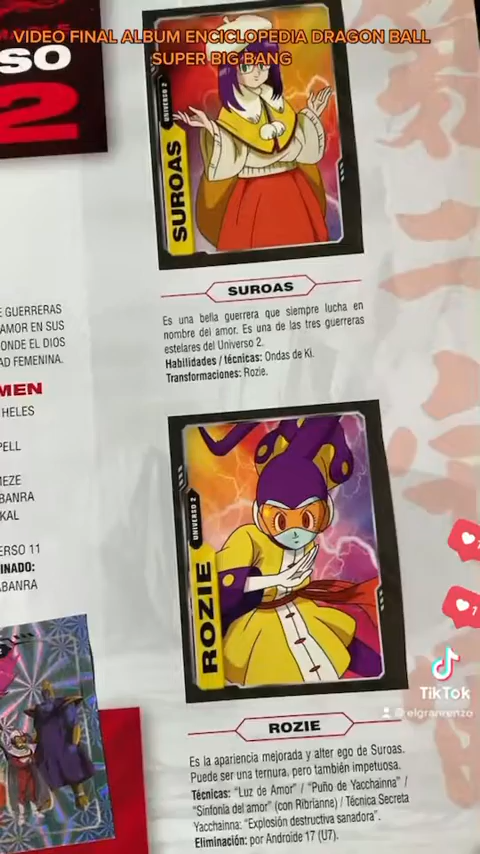 VIDEO FINAL ALBUM ENCICLOPEDIA DRAGON BALL
SUPER BIG BANG
SO
2
GUERRERAS
AMOR EN SUS
ONDE EL DIOS
AD FEMENINA.
MEN
HELES
PELL
MEZE
BANRA
KAL
ERSO 11
INADO:
ABANRA
UNIVERSO 2
SUROAS
SUROAS
Es una bella guerrera que siempre lucha en
nombre del amor. Es una de las tres guerreras
estelares del Universo 2.
Habilidades / técnicas: Ondas de Ki.
Transformaciones: Rozie.
UNIVERSO 2
ROZIE
ROZIE
Es la apariencia mejorada y alter ego de Suroas.
Puede ser una ternura, pero también impetuosa.
Técnicas: "Luz de Amor" / "Puño de Yacchainna" /
"Sinfonía del amor" (con Ribrianne) / Técnica Secreta
Yacchainna: "Explosión destructiva sanadora".
Eliminación: por Androide 17 (U7).
1
1
TikTok
@elgranrenzo